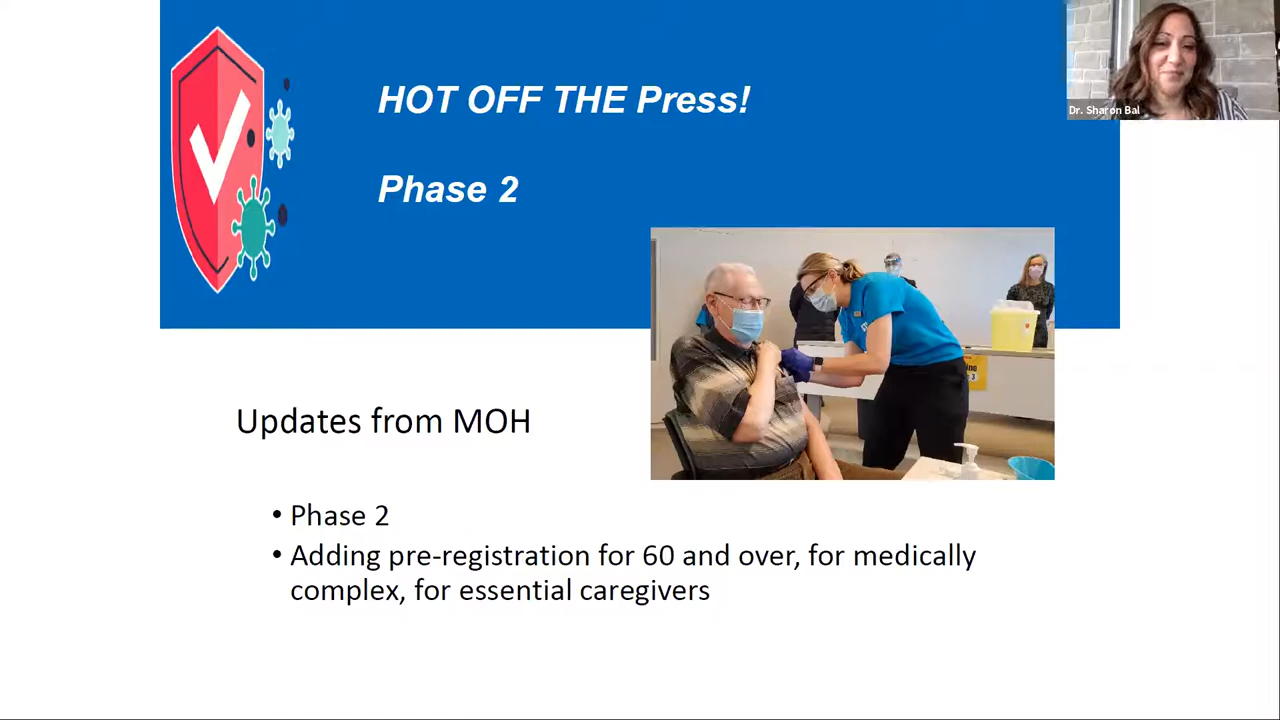 HOT OFF THE Press!
Dr. Sharon Bal
Phase 2
Updates from MOH
• Phase 2
• Adding pre-registration for 60 and over, for medically
complex, for essential caregivers